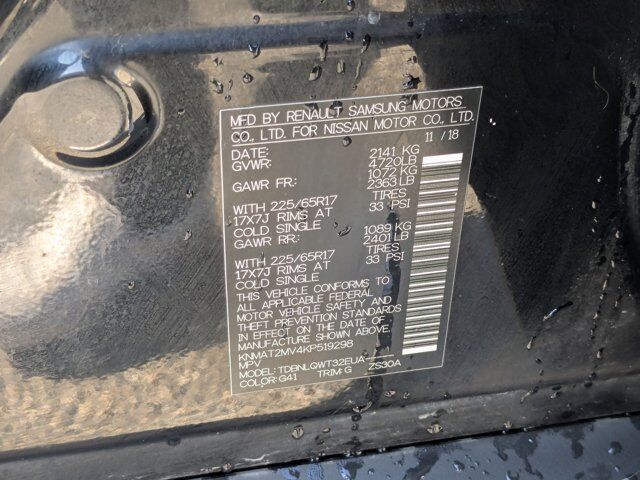 MFD BY RENAULT SAMSUNG MOTORS
CO., LTD. FOR NISSAN MOTOR CO., LTD.
DATE: 11 / 18
GVWR: 2141 KG
4720LB
GAWR FR: 1072 KG
2363LB
WITH 225/65R17 TIRES
17X7J RIMS AT 33 PSI
COLD SINGLE
GAWR RR: 1089 KG
2401LB
WITH 225/65R17 TIRES
17X7J RIMS AT 33 PSI
COLD SINGLE
THIS VEHICLE CONFORMS TO
ALL APPLICABLE FEDERAL
MOTOR VEHICLE SAFETY AND
THEFT PREVENTION STANDARDS
IN EFFECT ON THE DATE OF
MANUFACTURE SHOWN ABOVE.
KNMAT2MV4KP519298
MPV
MODEL: TDBNLQWT32EUA-----
COLOR:G41 TRIM:G ZS30A